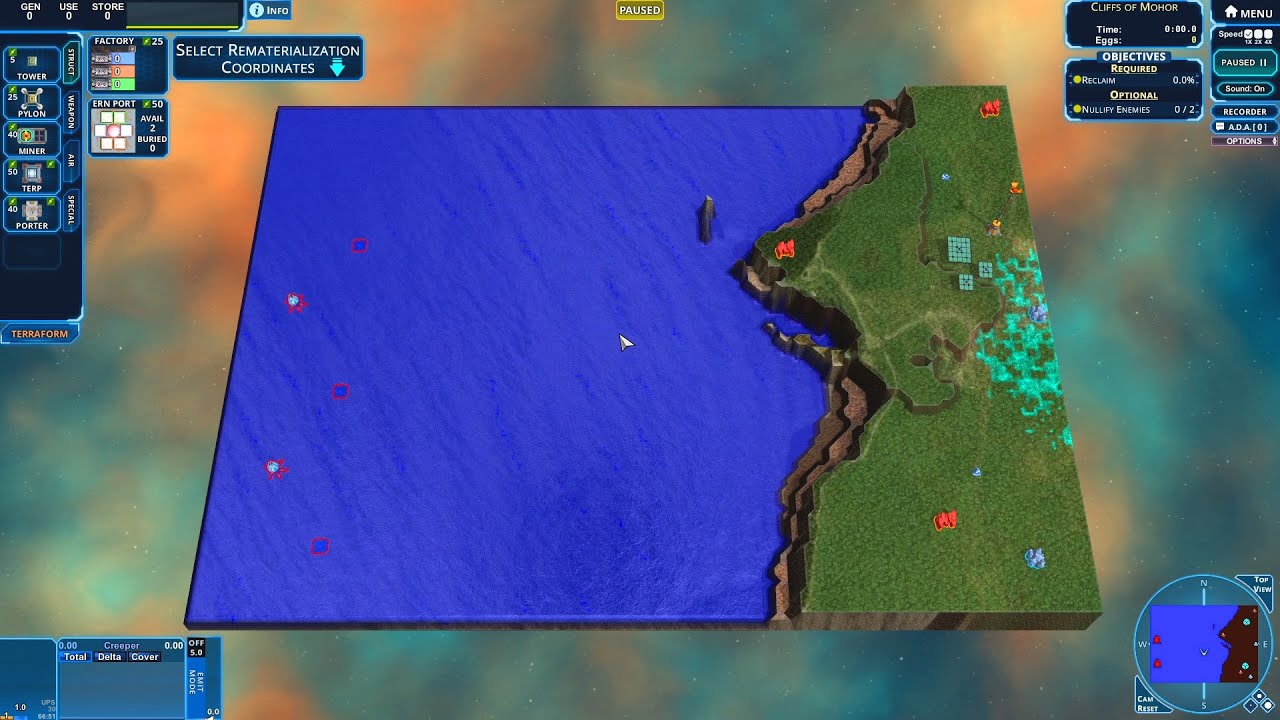 GEN USE STORE
0 0 0
Info
PAUSED
SELECT REMATERIALIZATION
COORDINATES
FACTORY 25
0
0
0
ERN PORT 50
AVAIL
2
BURIED
0
5
TOWER
25
PYLON
40
MINER
50
TERP
40
PORTER
STRUCT
WEAPON
AIR
SPECIAL
TERRAFORM
CLIFFS OF MOHOR
Time: 0:00.0
Eggs: 0
OBJECTIVES
REQUIRED
RECLAIM 0.0%
OPTIONAL
NULLIFY ENEMIES 0 / 2
MENU
Speed
1X 2X 4X
PAUSED II
Sound: On
RECORDER
A.D.A.[ 0 ]
OPTIONS
0.00 Creeper 0.00
Total Delta Cover
OFF
5.0
EMIT
MODE
0.0
1.0
UPS
30
N
W E
S
TOP
VIEW
CAM
RESET